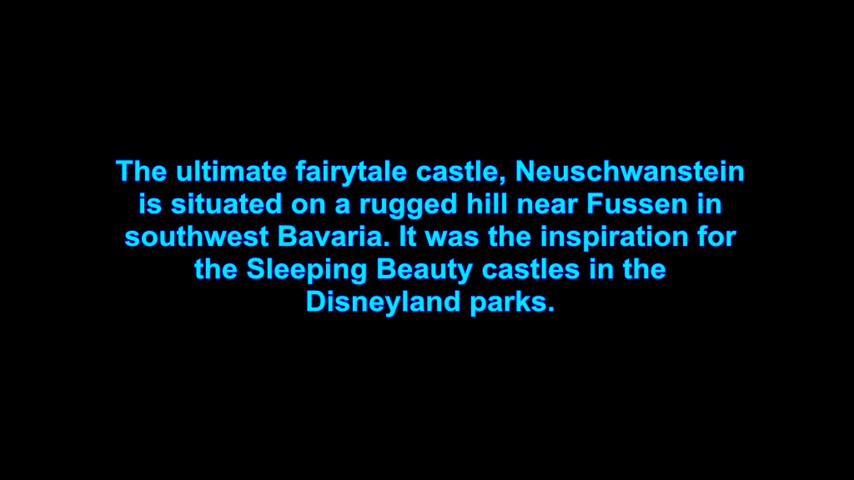 The ultimate fairytale castle, Neuschwanstein
is situated on a rugged hill near Fussen in
southwest Bavaria. It was the inspiration for
the Sleeping Beauty castles in the
Disneyland parks.